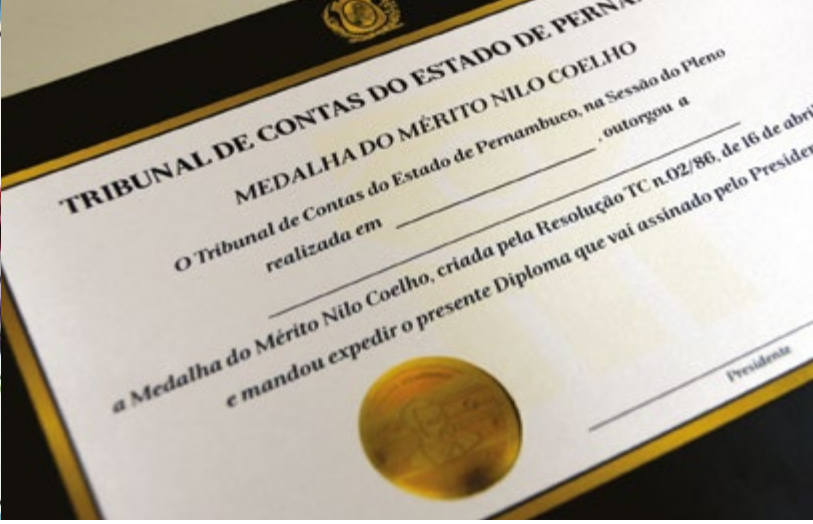 TRIBUNAL DE CONTAS DO ESTADO DE
MEDALHA DO MÉRITO NILO COELHO
O Tribunal de Contas do Estado de Pernambuco, na Sessão do Pleno
realizada em , outorgou a
a Medalha do Mérito Nilo Coelho, criada pela Resolução TC n.02/86, de 16 de abril
e mandou expedir o presente Diploma que vai assinado pelo
Presidente